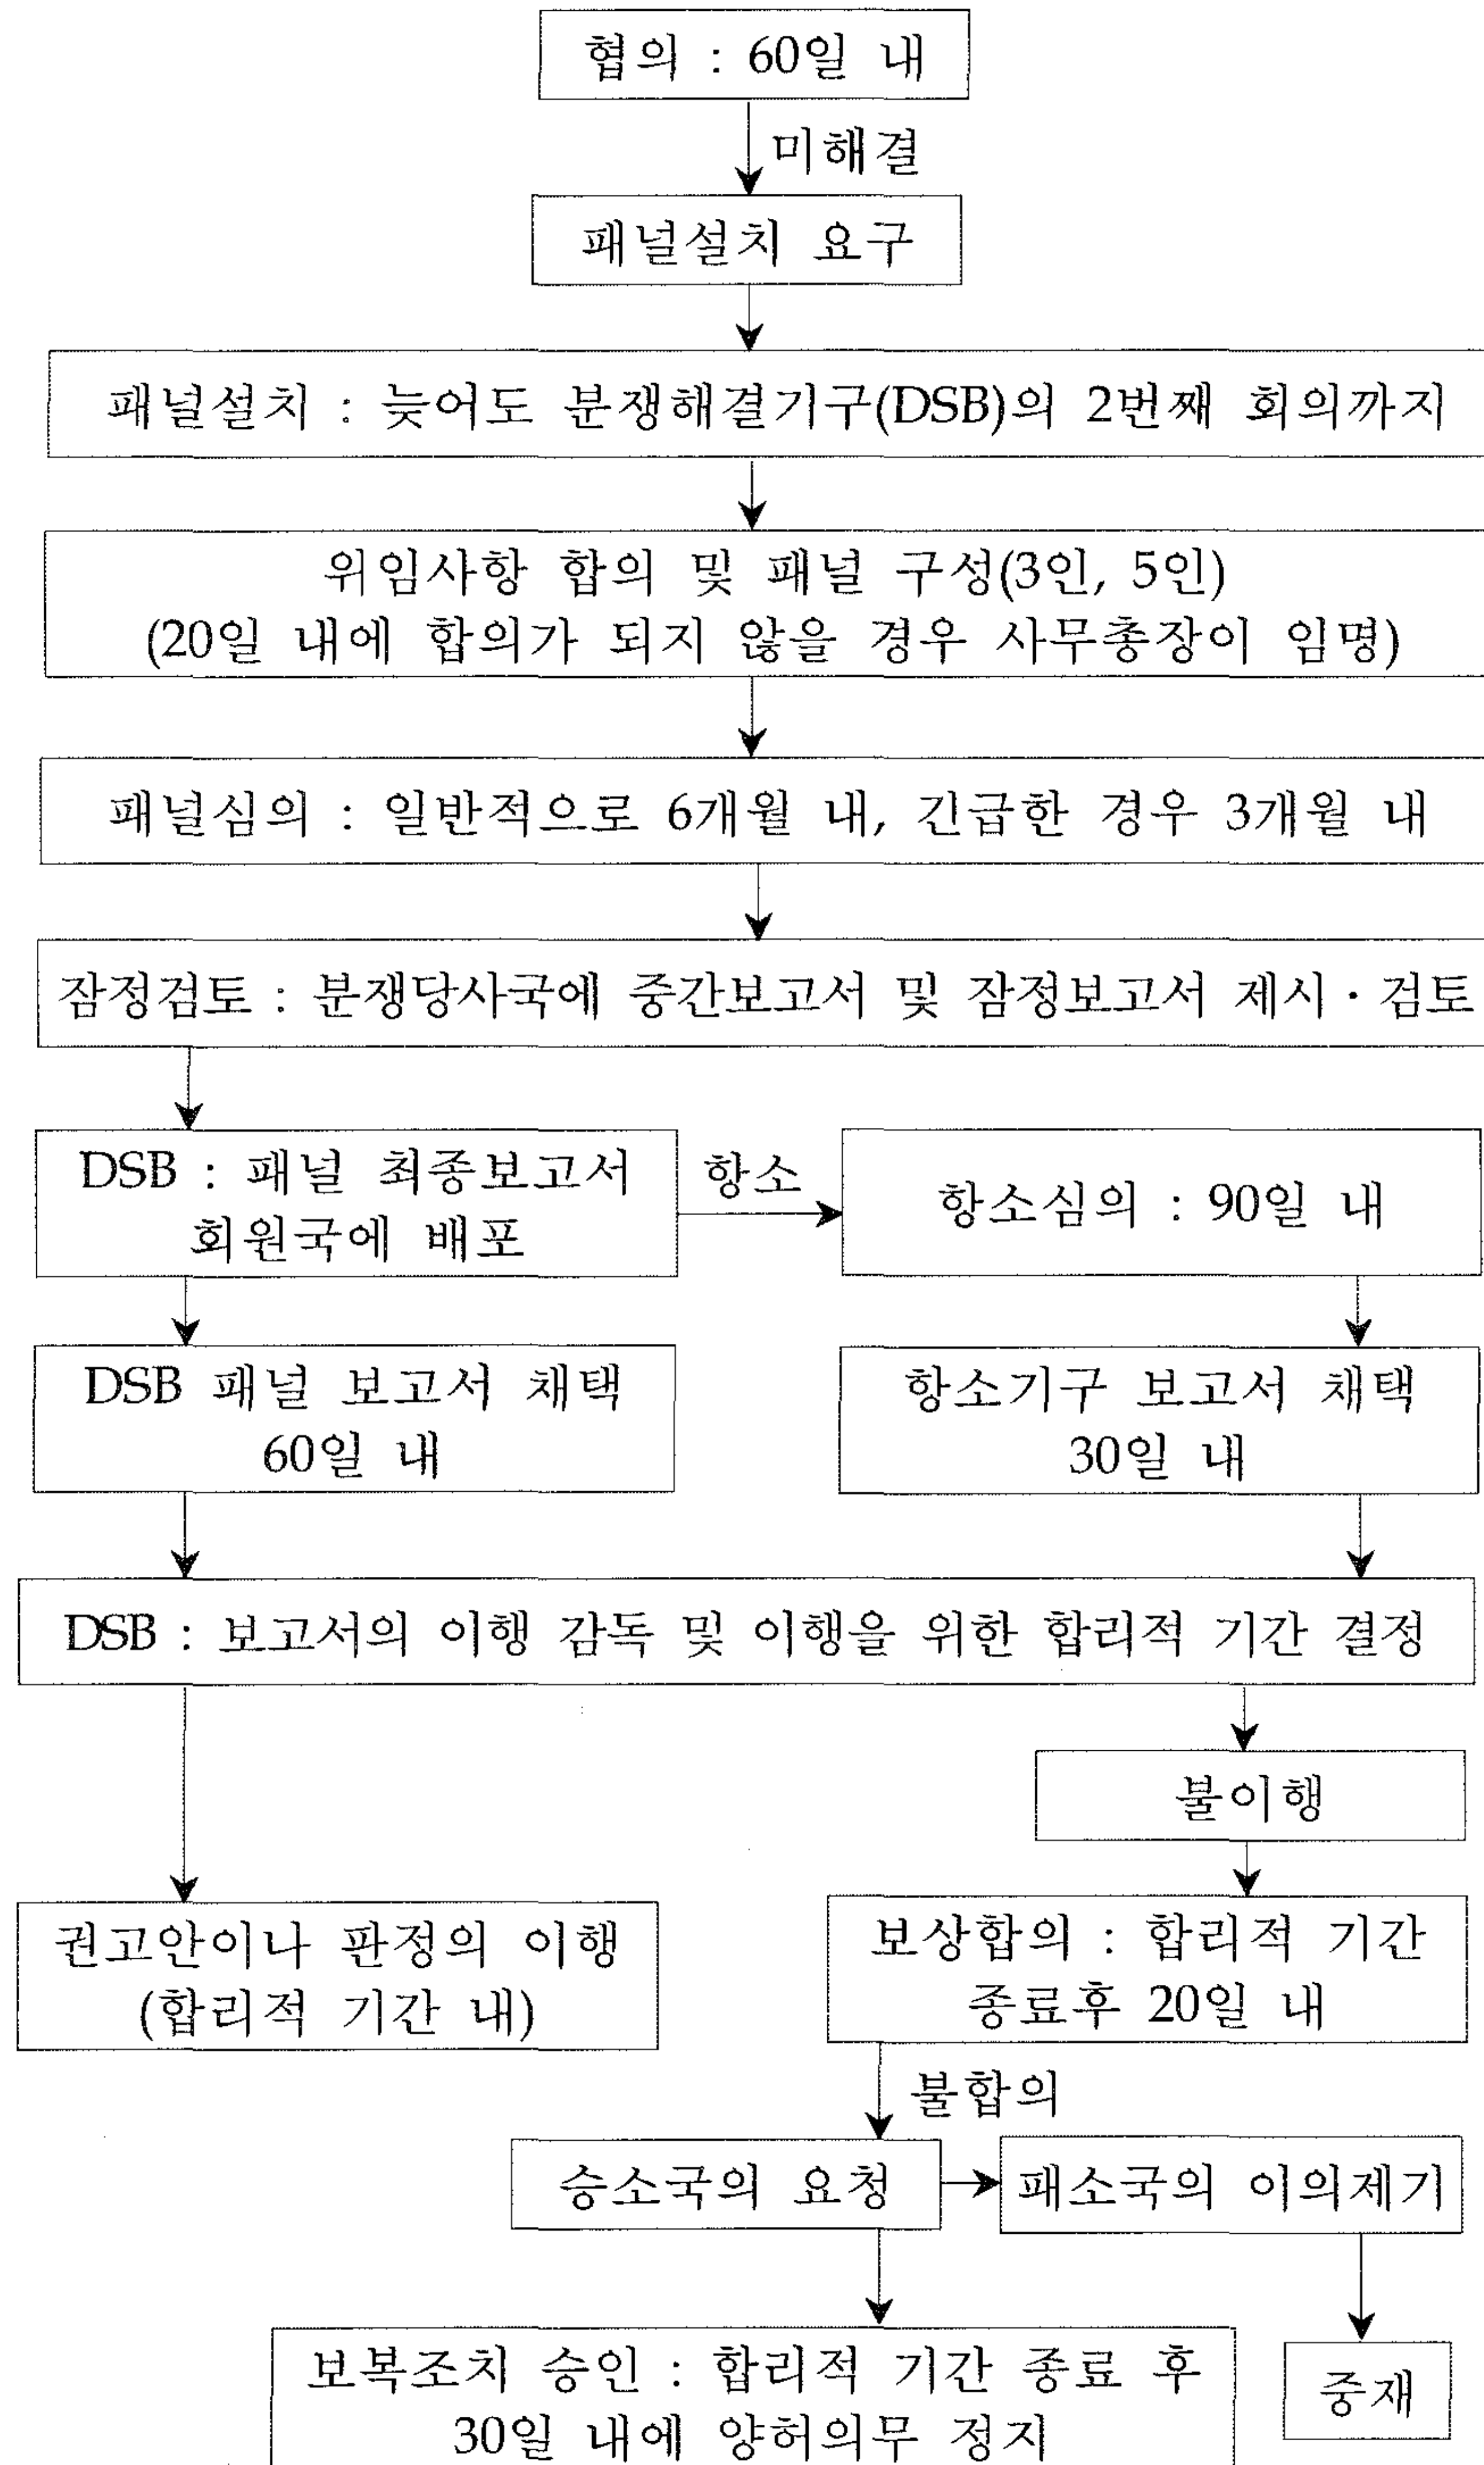 협의 : 60일 내
미해결
패널설치 요구
패널설치 : 늦어도 분쟁해결기구(DSB)의 2번째 회의까지
위임사항 합의 및 패널 구성(3인, 5인)
(20일 내에 합의가 되지 않을 경우 사무총장이 임명)
패널심의 : 일반적으로 6개월 내, 긴급한 경우 3개월 내
잠정검토 : 분쟁당사국에 중간보고서 및 잠정보고서 제시·검토
DSB : 패널 최종보고서
회원국에 배포
항소
항소심의 : 90일 내
DSB 패널 보고서 채택
60일 내
항소기구 보고서 채택
30일 내
DSB : 보고서의 이행 감독 및 이행을 위한 합리적 기간 결정
불이행
권고안이나 판정의 이행
(합리적 기간 내)
보상합의 : 합리적 기간
종료후 20일 내
불합의
승소국의 요청
패소국의 이의제기
보복조치 승인 : 합리적 기간 종료 후
30일 내에 양허의무 정지
중재